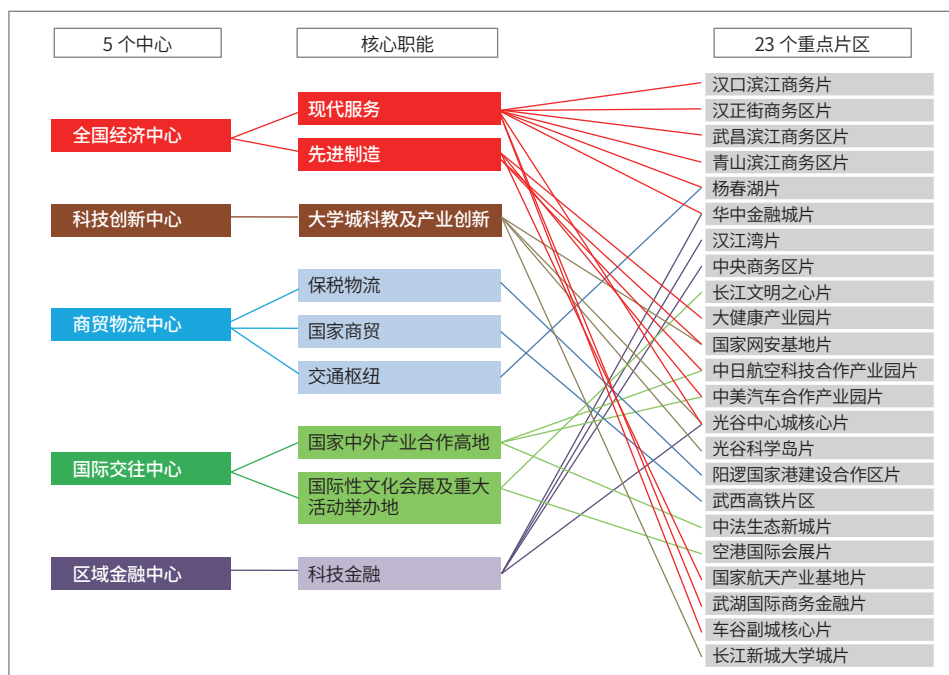 5 个中心
核心职能
23 个重点片区
全国经济中心
科技创新中心
商贸物流中心
国际交往中心
区域金融中心
现代服务
先进制造
大学城科教及产业创新
保税物流
国家商贸
交通枢纽
国家中外产业合作高地
国际性文化会展及重大
活动举办地
科技金融
汉口滨江商务片
汉正街商务区片
武昌滨江商务区片
青山滨江商务区片
杨春湖片
华中金融城片
汉江湾片
中央商务区片
长江文明之心片
大健康产业园片
国家网安基地片
中日航空科技合作产业园片
中美汽车合作产业园片
光谷中心城核心片
光谷科学岛片
阳逻国家港建设合作区片
武西高铁片区
中法生态新城片
空港国际会展片
国家航天产业基地片
武湖国际商务金融片
车谷副城核心片
长江新城大学城片